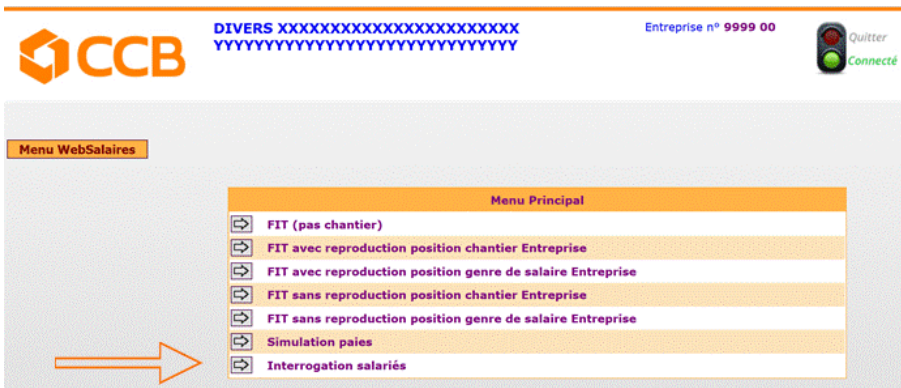 CCB
DIVERS XXXXXXXXXXXXXXXXXXXXXXX
YYYYYYYYYYYYYYYYYYYYYYYYYYYYY
Entreprise n° 9999 00
Quitter
Connecté
Menu WebSalaires
Menu Principal
FIT (pas chantier)
FIT avec reproduction position chantier Entreprise
FIT avec reproduction position genre de salaire Entreprise
FIT sans reproduction position chantier Entreprise
FIT sans reproduction position genre de salaire Entreprise
Simulation paies
Interrogation salariés